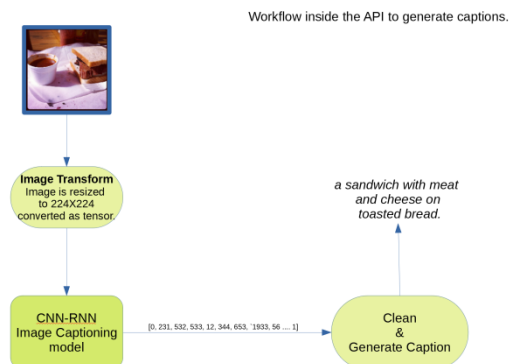 Workflow inside the API to generate captions.
Image Transform
Image is resized
to 224X224
converted as tensor.
a sandwich with meat
and cheese on
toasted bread.
CNN-RNN
Image Captioning
model
[0, 231, 532, 533, 12, 344, 653, `1933, 56 .... 1]
Clean
&
Generate Caption